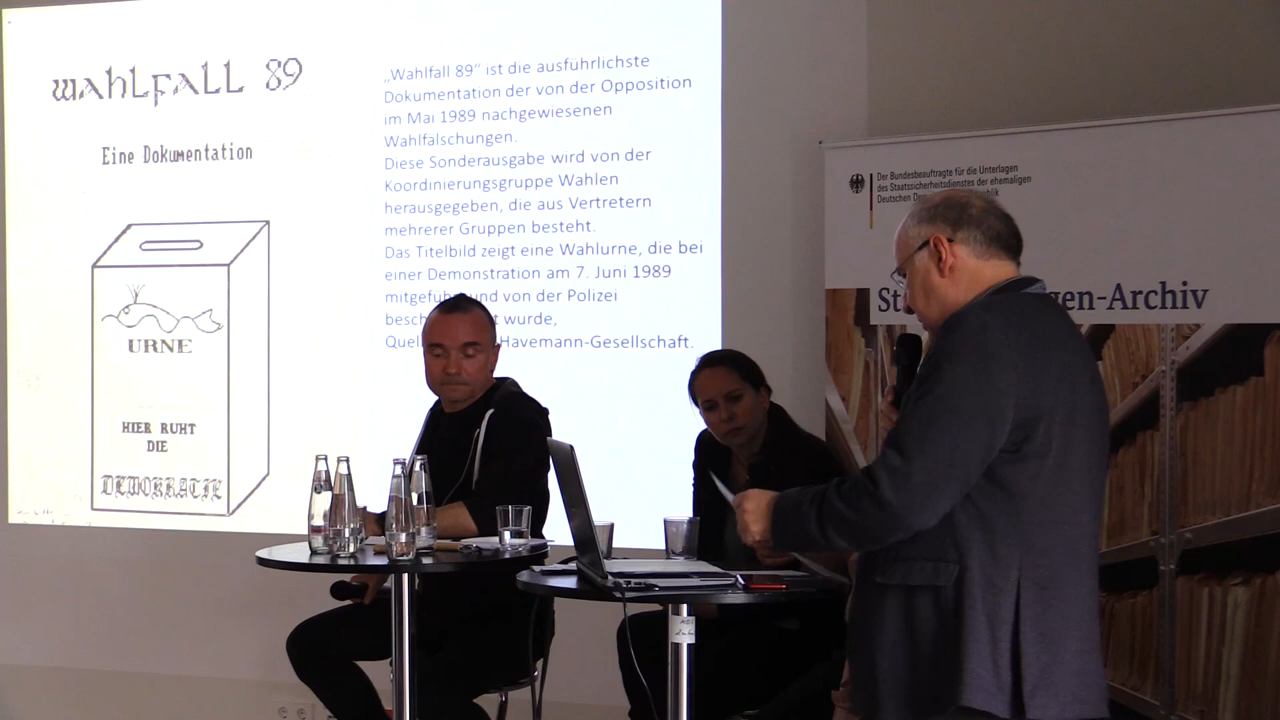 wahlfall 89
Eine Dokumentation
URNE
HIER RUHT
DIE
DEMOKRATIE
„Wahlfall 89“ ist die ausführlichste
Dokumentation der von der Opposition
im Mai 1989 nachgewiesenen
Wahlfälschungen.
Diese Sonderausgabe wird von der
Koordinierungsgruppe Wahlen
herausgegeben, die aus Vertretern
mehrerer Gruppen besteht.
Das Titelbild zeigt eine Wahlurne, die bei
einer Demonstration am 7. Juni 1989
mitgeführt und von der Polizei
wurde,
Havemann-Gesellschaft.
Der Bundesbeauftragte für die Unterlagen
des Staatssicherheitsdienstes der ehemaligen
Deutschen